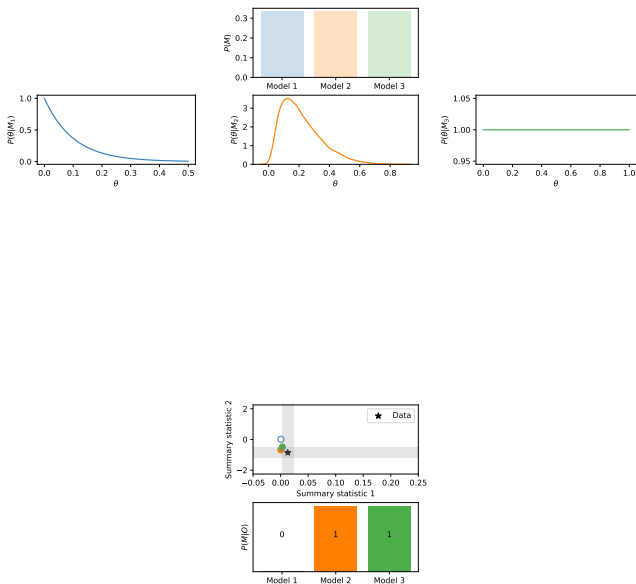 P(M)
0.3
0.2
0.1
0.0
Model 1 Model 2 Model 3
P(θ|M₁)
1.0
0.5
0.0
0.0 0.1 0.2 0.3 0.4 0.5
θ
P(θ|M₂)
3
2
1
0
0.0 0.2 0.4 0.6 0.8
θ
P(θ|M₃)
1.05
1.00
0.95
0.0 0.2 0.4 0.6 0.8 1.0
θ
Summary statistic 2
2
0
−2
★ Data
−0.05 0.00 0.05 0.10 0.15 0.20 0.25
Summary statistic 1
P(M|O)
0 1 1
Model 1 Model 2 Model 3